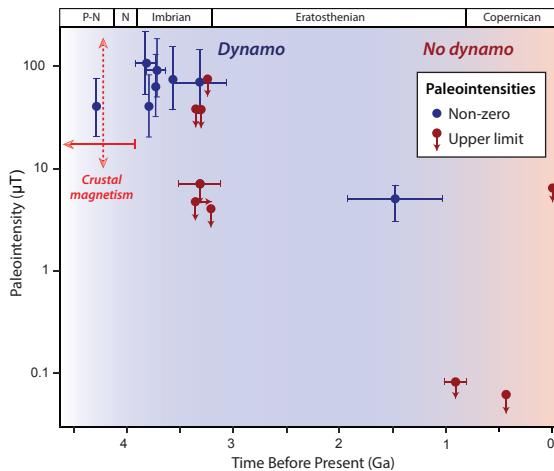 P-N N Imbrian Eratosthenian Copernican
Dynamo No dynamo
Paleointensities
Non-zero
Upper limit
Crustal
magnetism
100
10
1
0.1
Paleointensity (μT)
4 3 2 1 0
Time Before Present (Ga)